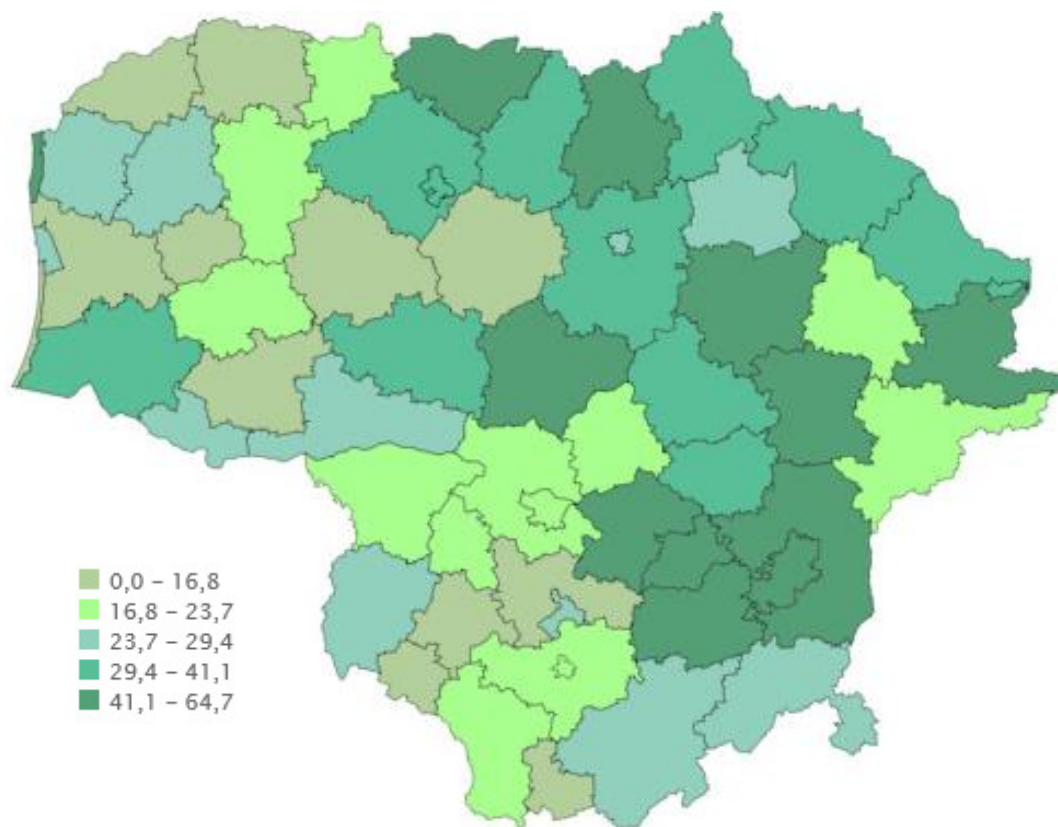 0,0 – 16,8
16,8 – 23,7
23,7 – 29,4
29,4 – 41,1
41,1 – 64,7